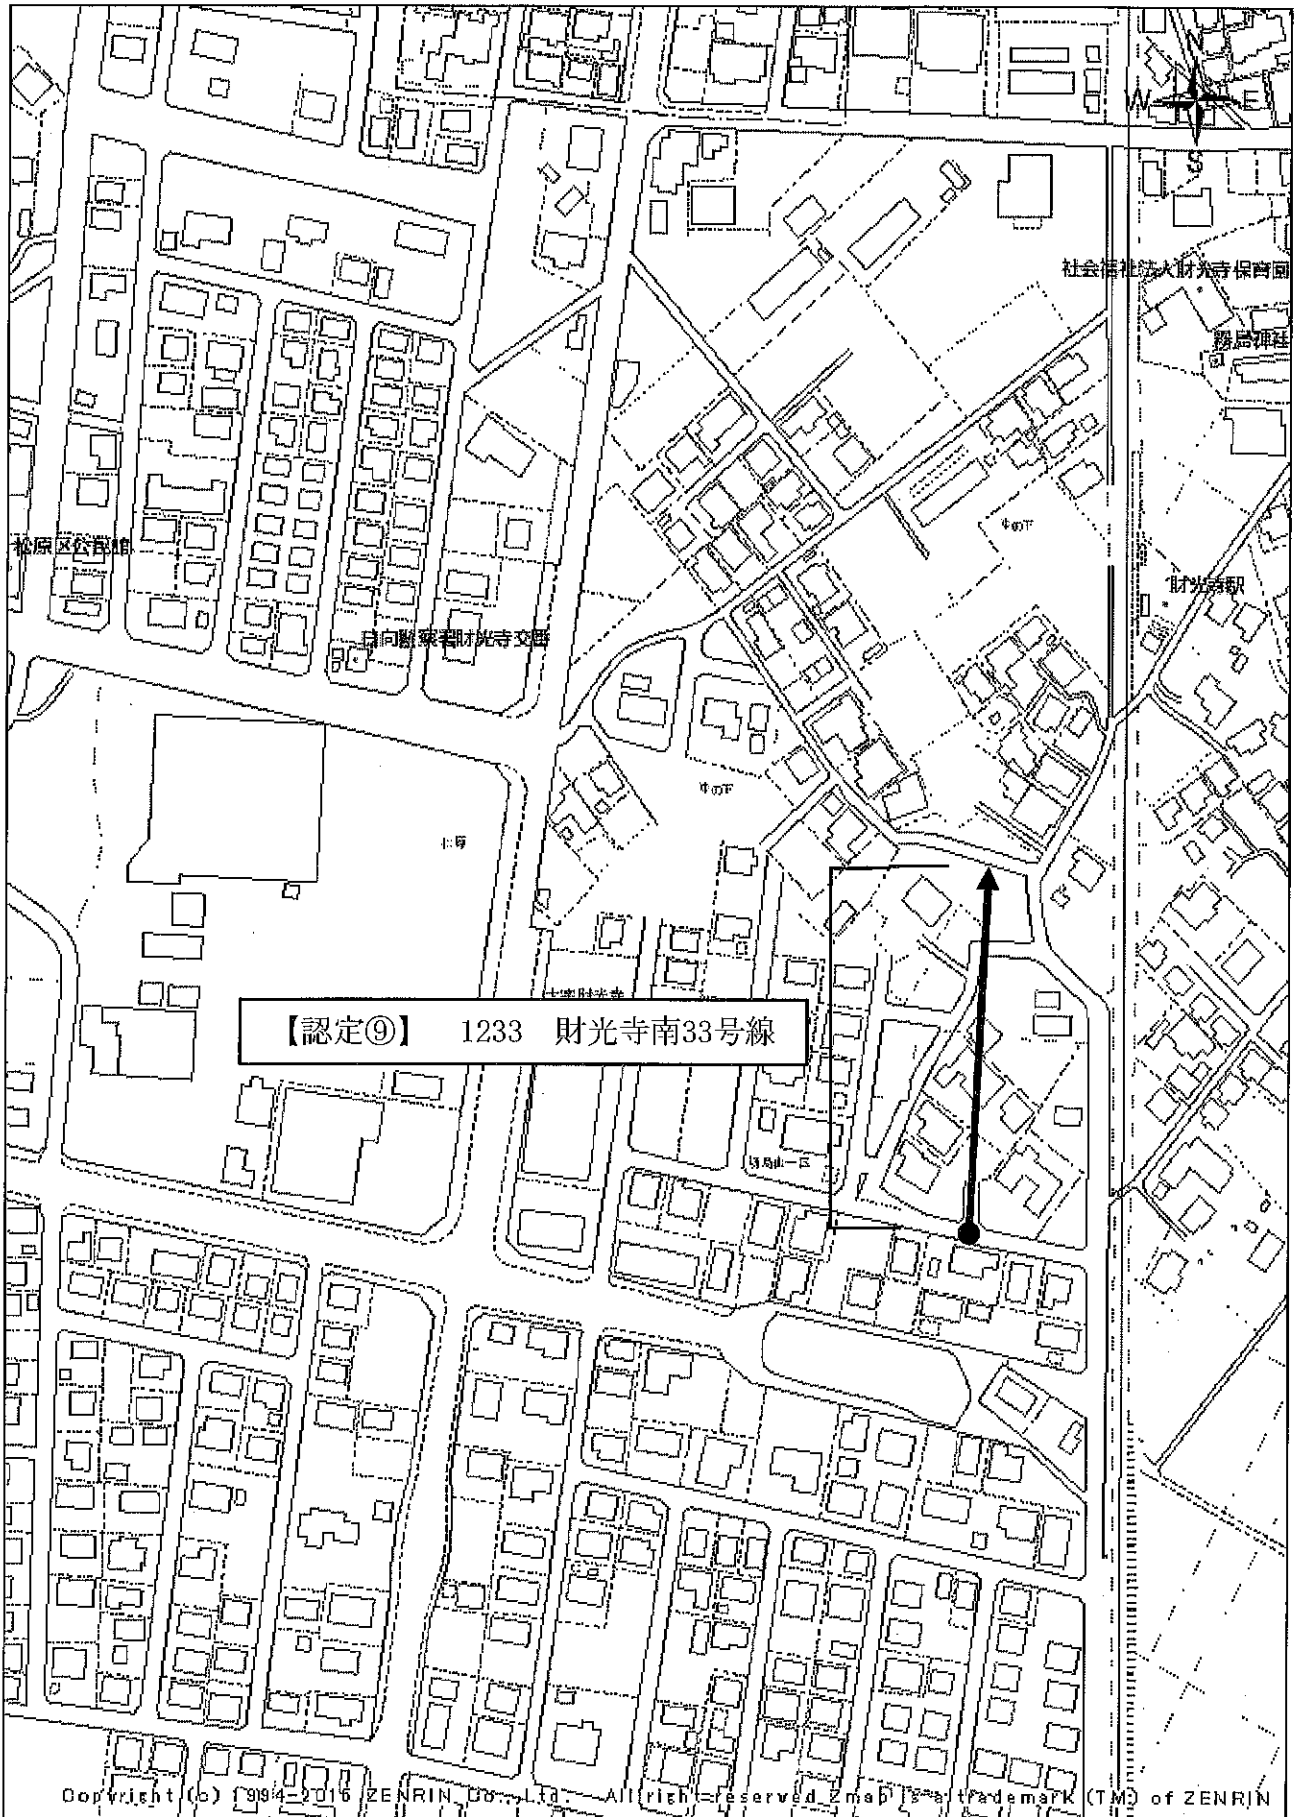 N
W E
S
社会福祉法人財光寺保育園
霧島神社
松原区公民館
財光寺駅
日向警察署財光寺交番
松原
【認定⑨】 1233 財光寺南33号線
Copyright (c) 1994-2016 ZENRIN Co., Ltd. All right reserved. Zmap is a trademark (TM) of ZENRIN